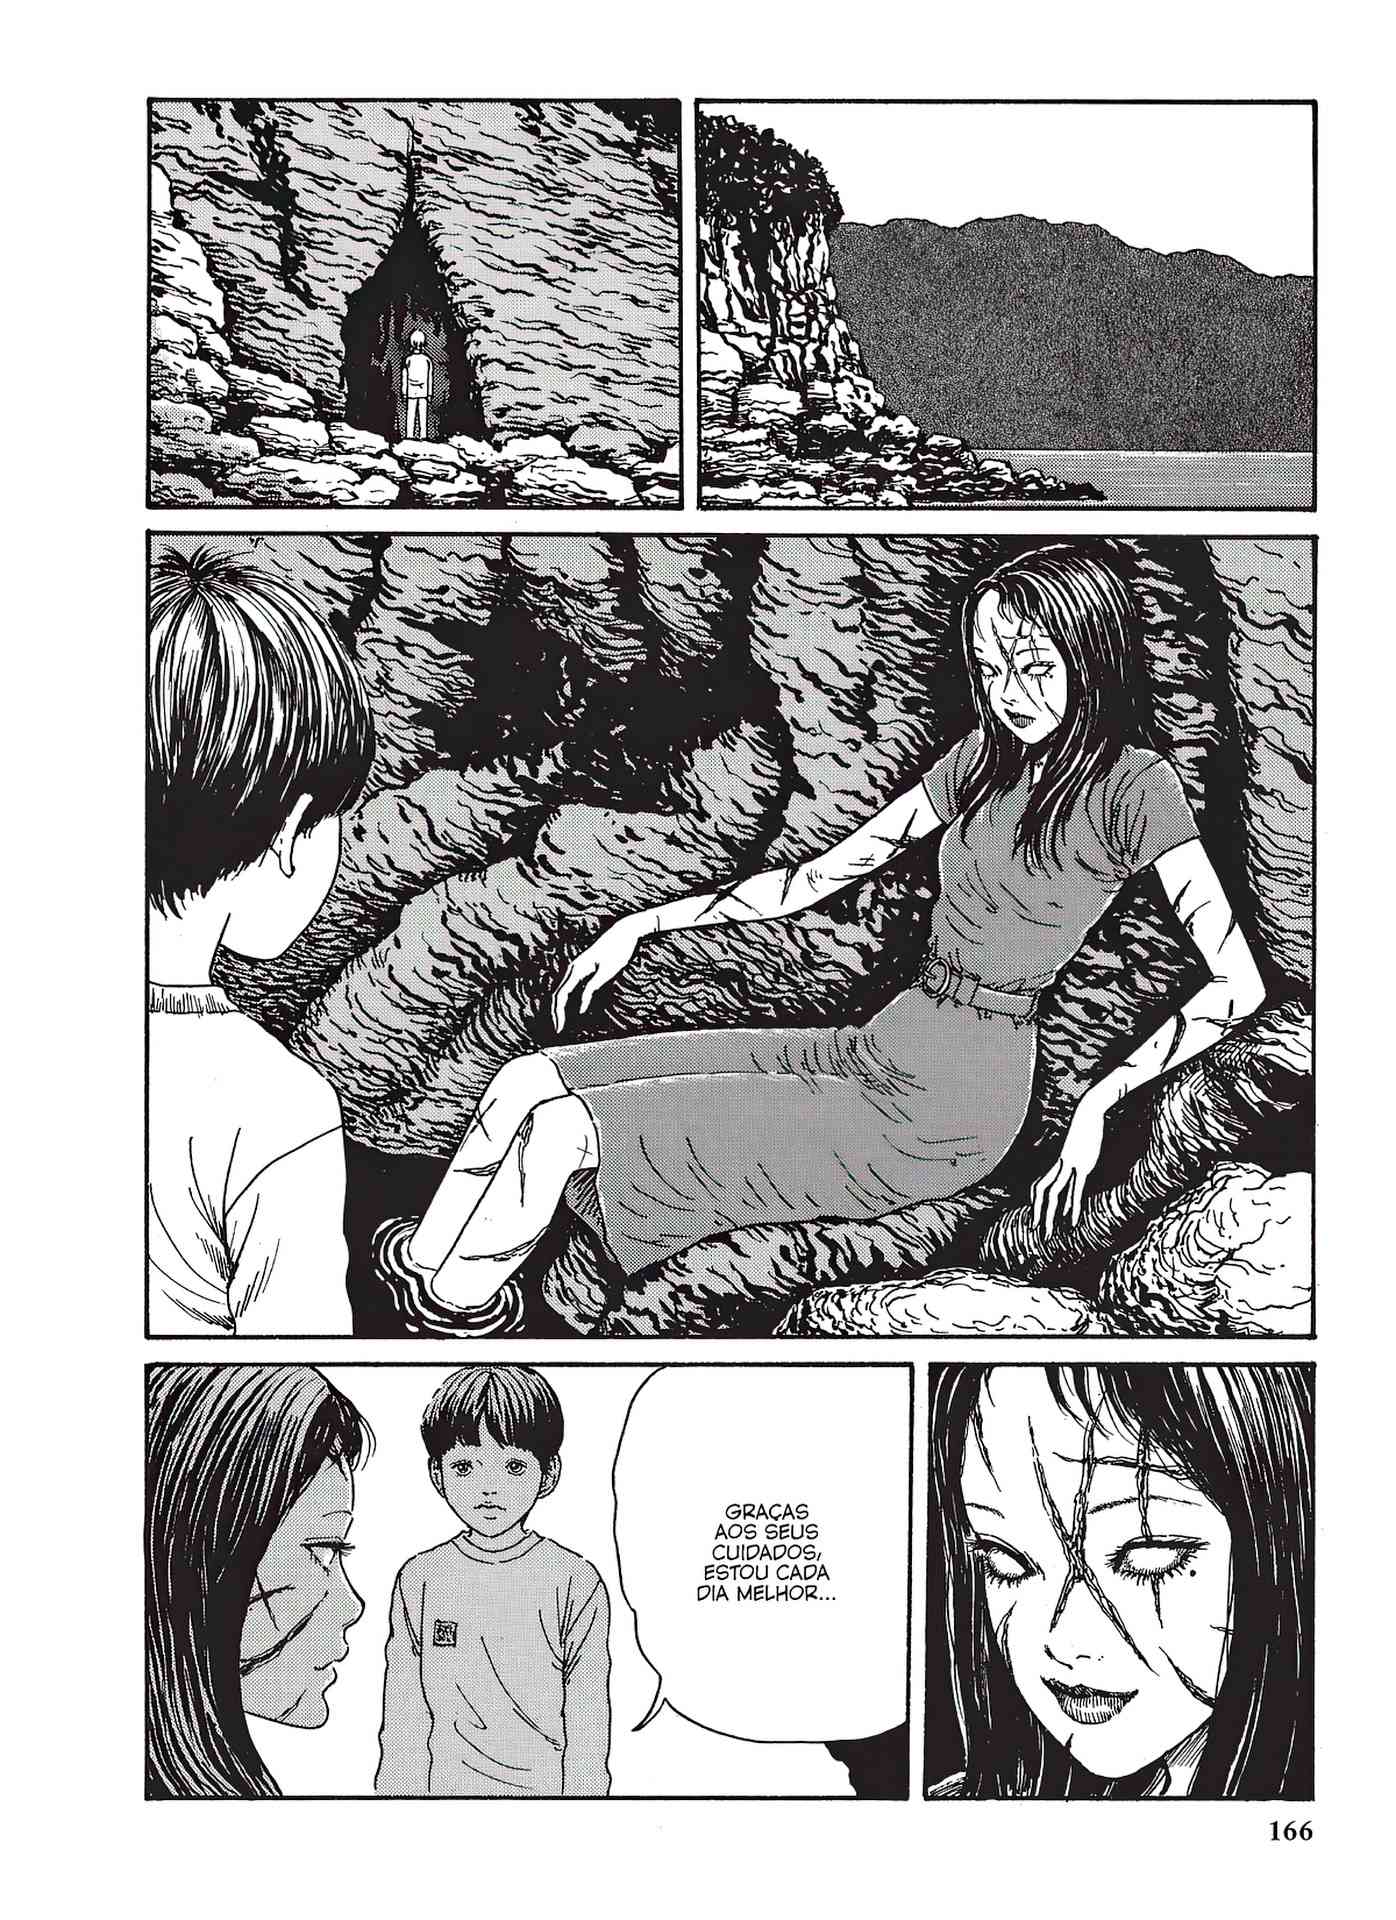 GRAÇAS
AOS SEUS
CUIDADOS,
ESTOU CADA
DIA MELHOR...
166